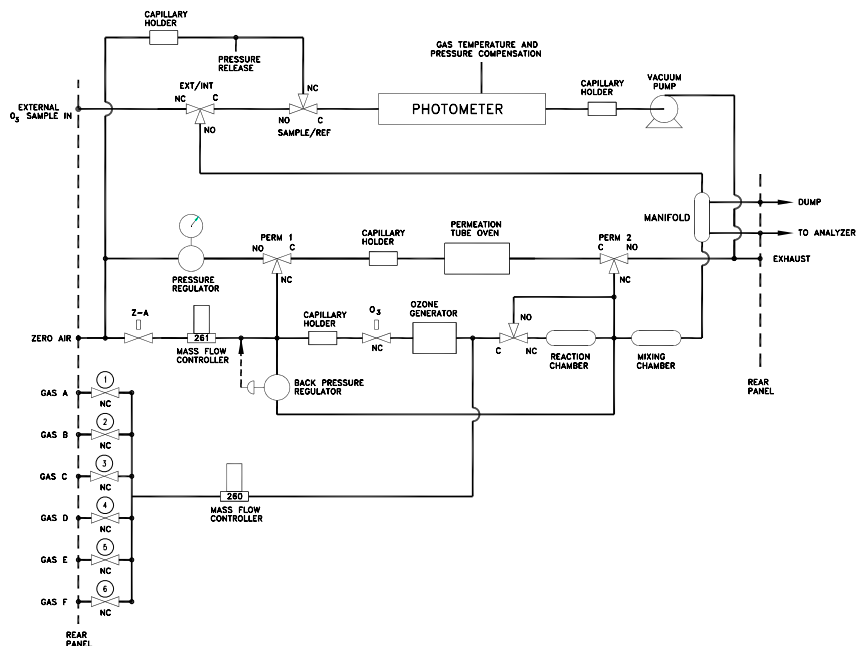 CAPILLARY
HOLDER
PRESSURE
RELEASE
GAS TEMPERATURE AND
PRESSURE COMPENSATION
EXT/INT
NC
C
NO
NC
NO
C
SAMPLE/REF
PHOTOMETER
CAPILLARY
HOLDER
VACUUM
PUMP
EXTERNAL
O3 SAMPLE IN
MANIFOLD
DUMP
TO ANALYZER
EXHAUST
PRESSURE
REGULATOR
PERM 1
NO
C
NC
CAPILLARY
HOLDER
PERMEATION
TUBE OVEN
PERM 2
C
NO
NC
ZERO AIR
Z-A
261
MASS FLOW
CONTROLLER
CAPILLARY
HOLDER
O3
NC
OZONE
GENERATOR
NO
C
NC
REACTION
CHAMBER
MIXING
CHAMBER
BACK PRESSURE
REGULATOR
REAR
PANEL
GAS A
1
NC
GAS B
2
NC
GAS C
3
NC
GAS D
4
NC
GAS E
5
NC
GAS F
6
NC
260
MASS FLOW
CONTROLLER
REAR
PANEL